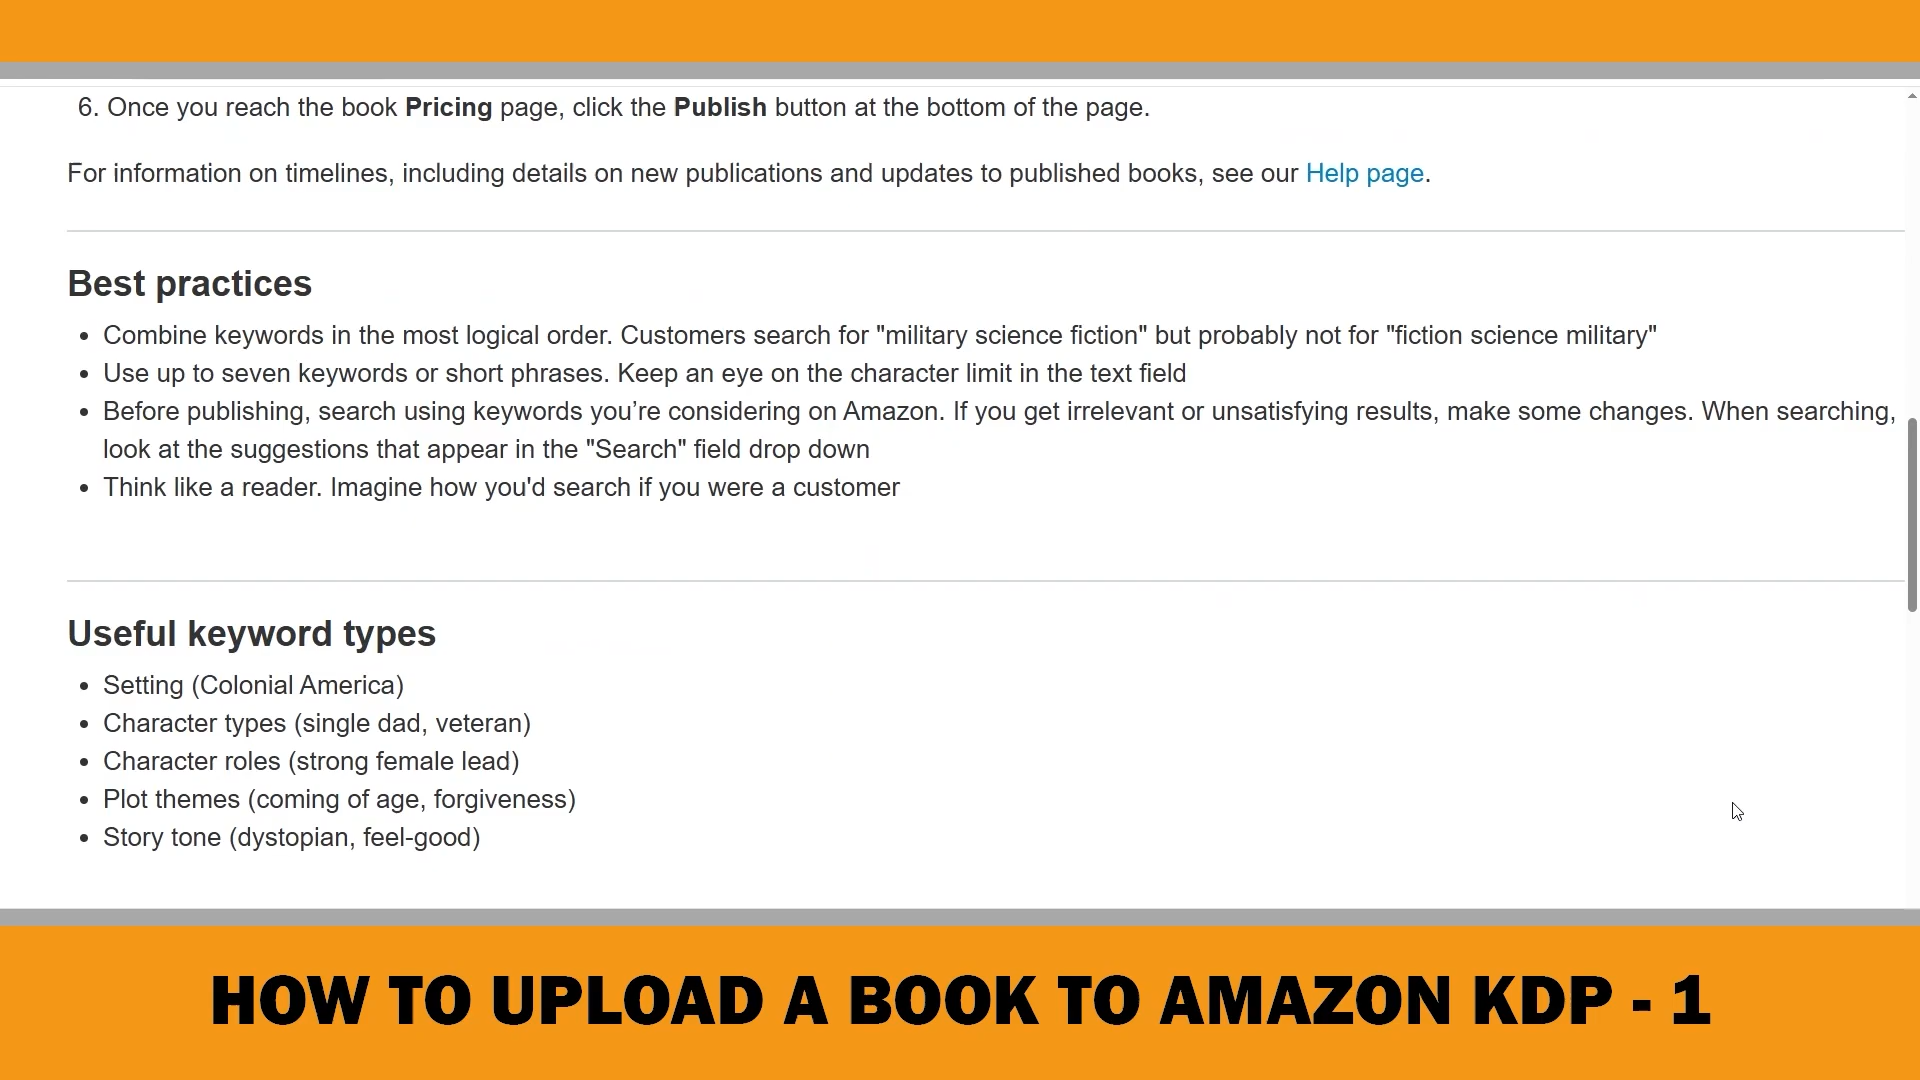 6. Once you reach the book Pricing page, click the Publish button at the bottom of the page.
For information on timelines, including details on new publications and updates to published books, see our Help page.
Best practices
• Combine keywords in the most logical order. Customers search for "military science fiction" but probably not for "fiction science military"
• Use up to seven keywords or short phrases. Keep an eye on the character limit in the text field
• Before publishing, search using keywords you’re considering on Amazon. If you get irrelevant or unsatisfying results, make some changes. When searching,
look at the suggestions that appear in the "Search" field drop down
• Think like a reader. Imagine how you'd search if you were a customer
Useful keyword types
• Setting (Colonial America)
• Character types (single dad, veteran)
• Character roles (strong female lead)
• Plot themes (coming of age, forgiveness)
• Story tone (dystopian, feel-good)
HOW TO UPLOAD A BOOK TO AMAZON KDP - 1